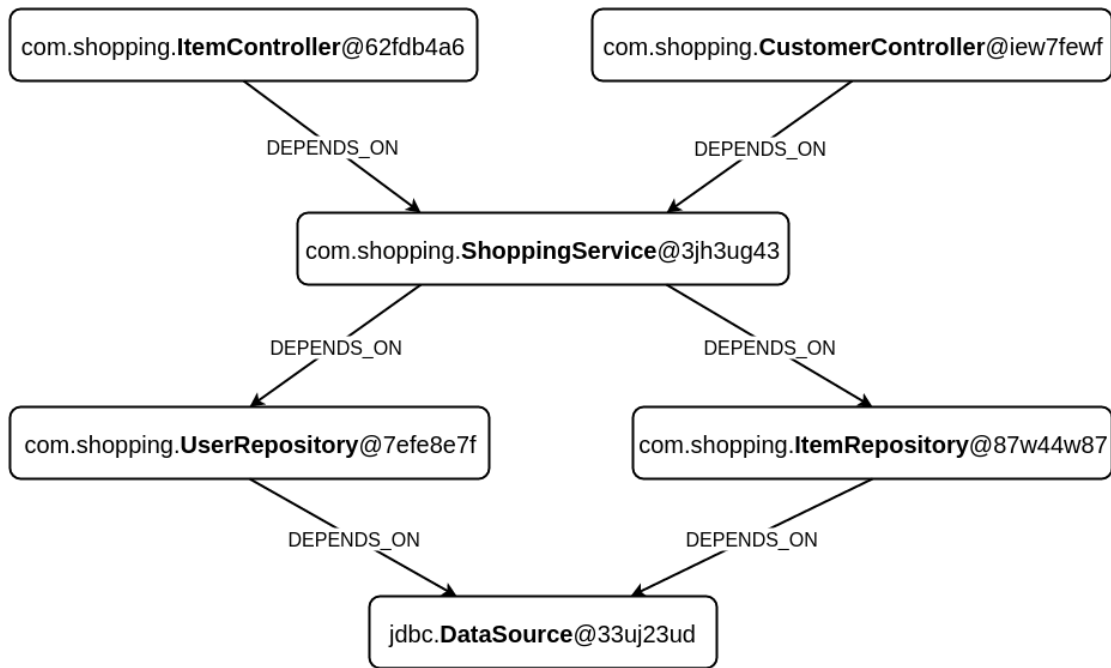 com.shopping.ItemController@62fdb4a6
com.shopping.CustomerController@iew7fewf
DEPENDS_ON
DEPENDS_ON
com.shopping.ShoppingService@3jh3ug43
DEPENDS_ON
DEPENDS_ON
com.shopping.UserRepository@7efe8e7f
com.shopping.ItemRepository@87w44w87
DEPENDS_ON
DEPENDS_ON
jdbc.DataSource@33uj23ud